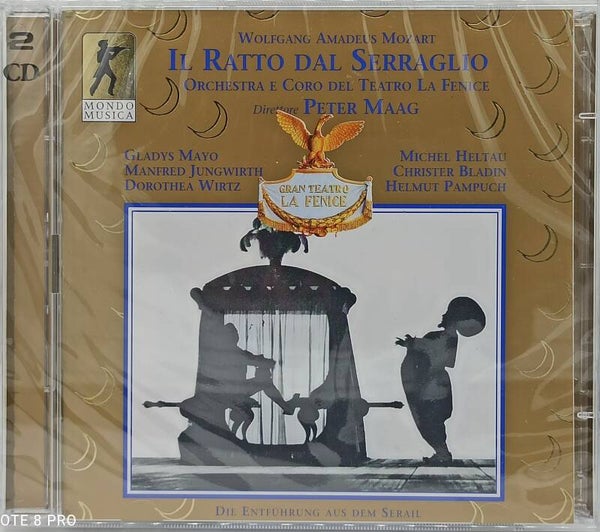 2
CD
MONDO
MUSICA
WOLFGANG AMADEUS MOZART
IL RATTO DAL SERRAGLIO
ORCHESTRA E CORO DEL TEATRO LA FENICE
Direttore PETER MAAG
GLADYS MAYO
MANFRED JUNGWIRTH
DOROTHEA WIRTZ
MICHEL HELTAU
CHRISTER BLADIN
HELMUT PAMPUCH
GRAN TEATRO
LA FENICE
DIE ENTFÜHRUNG AUS DEM SERAIL
OTE 8 PRO